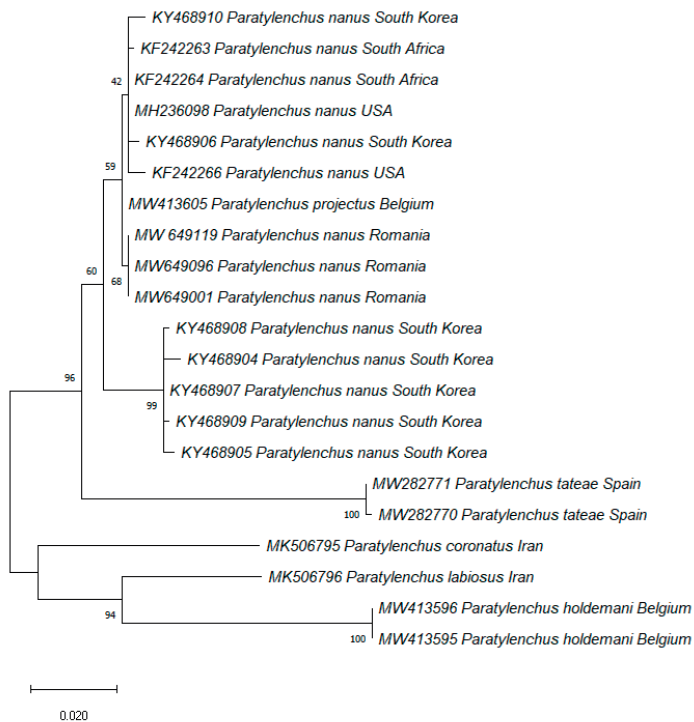 KY468910 Paratylenchus nanus South Korea
KF242263 Paratylenchus nanus South Africa
42
KF242264 Paratylenchus nanus South Africa
MH236098 Paratylenchus nanus USA
KY468906 Paratylenchus nanus South Korea
59
KF242266 Paratylenchus nanus USA
MW413605 Paratylenchus projectus Belgium
MW 649119 Paratylenchus nanus Romania
60
MW649096 Paratylenchus nanus Romania
68
MW649001 Paratylenchus nanus Romania
KY468908 Paratylenchus nanus South Korea
KY468904 Paratylenchus nanus South Korea
96
KY468907 Paratylenchus nanus South Korea
99
KY468909 Paratylenchus nanus South Korea
KY468905 Paratylenchus nanus South Korea
MW282771 Paratylenchus tateae Spain
100
MW282770 Paratylenchus tateae Spain
MK506795 Paratylenchus coronatus Iran
MK506796 Paratylenchus labiosus Iran
94
MW413596 Paratylenchus holdemani Belgium
100
MW413595 Paratylenchus holdemani Belgium
0.020